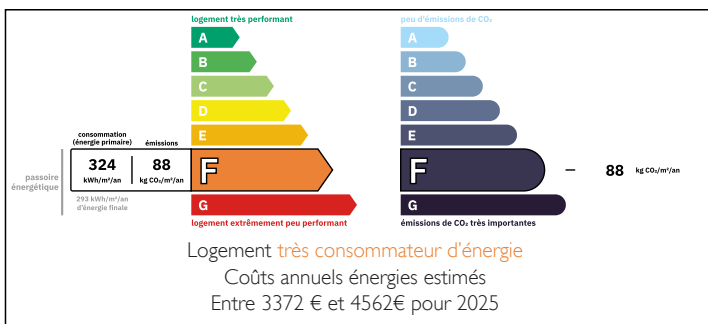 logement très performant
A
B
C
D
E
consommation
(énergie primaire)
émissions
passoire
énergétique
324
kWh/m²/an
88
kg CO₂/m²/an
F
293 kWh/m²/an
d'énergie finale
G
logement extrêmement peu performant
peu d'émissions de CO₂
A
B
C
D
E
F
88 kg CO₂/m²/an
G
émissions de CO₂ très importantes
Logement très consommateur d'énergie
Coûts annuels énergies estimés
Entre 3372 € et 4562€ pour 2025